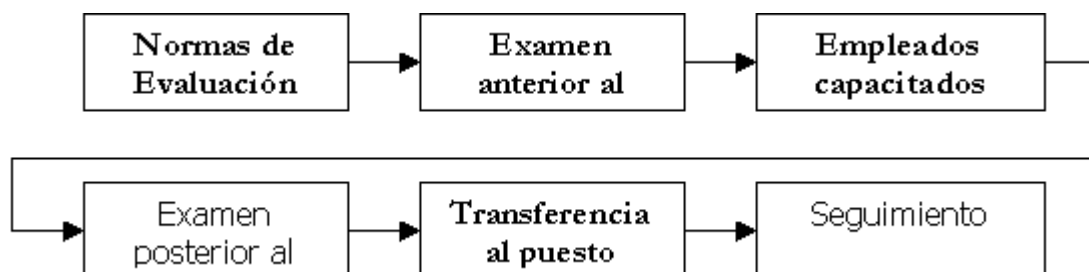 Normas de
Evaluación
Examen
anterior al
Empleados
capacitados
Examen
posterior al
Transferencia
al puesto
Seguimiento